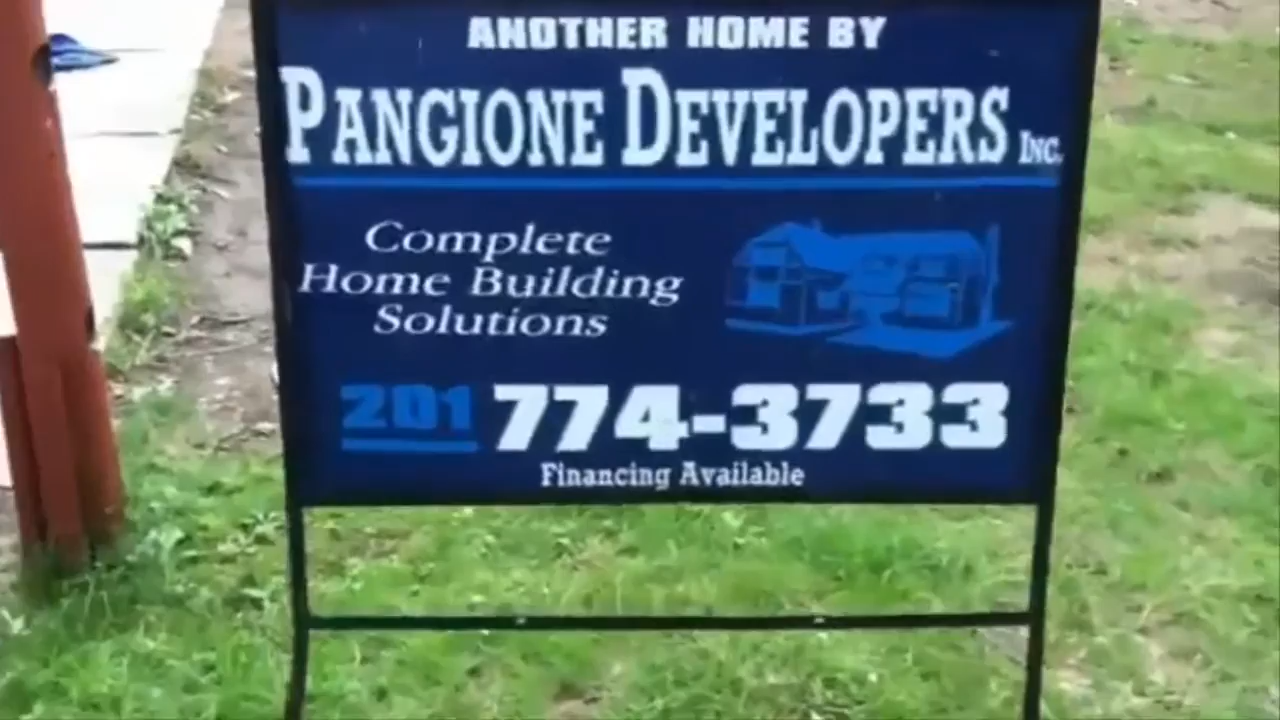 ANOTHER HOME BY
PANGIONE DEVELOPERS INC.
Complete
Home Building
Solutions
201 774-3733
Financing Available